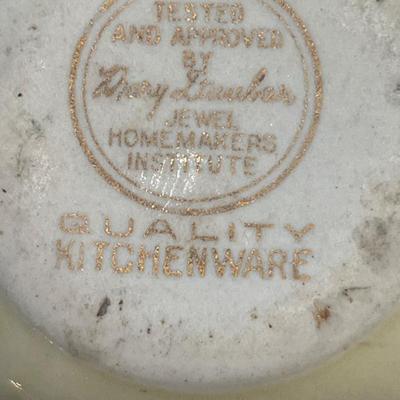 TESTED
AND APPROVED
BY
Mary Dunbar
JEWEL
HOMEMAKERS
INSTITUTE
QUALITY
KITCHENWARE